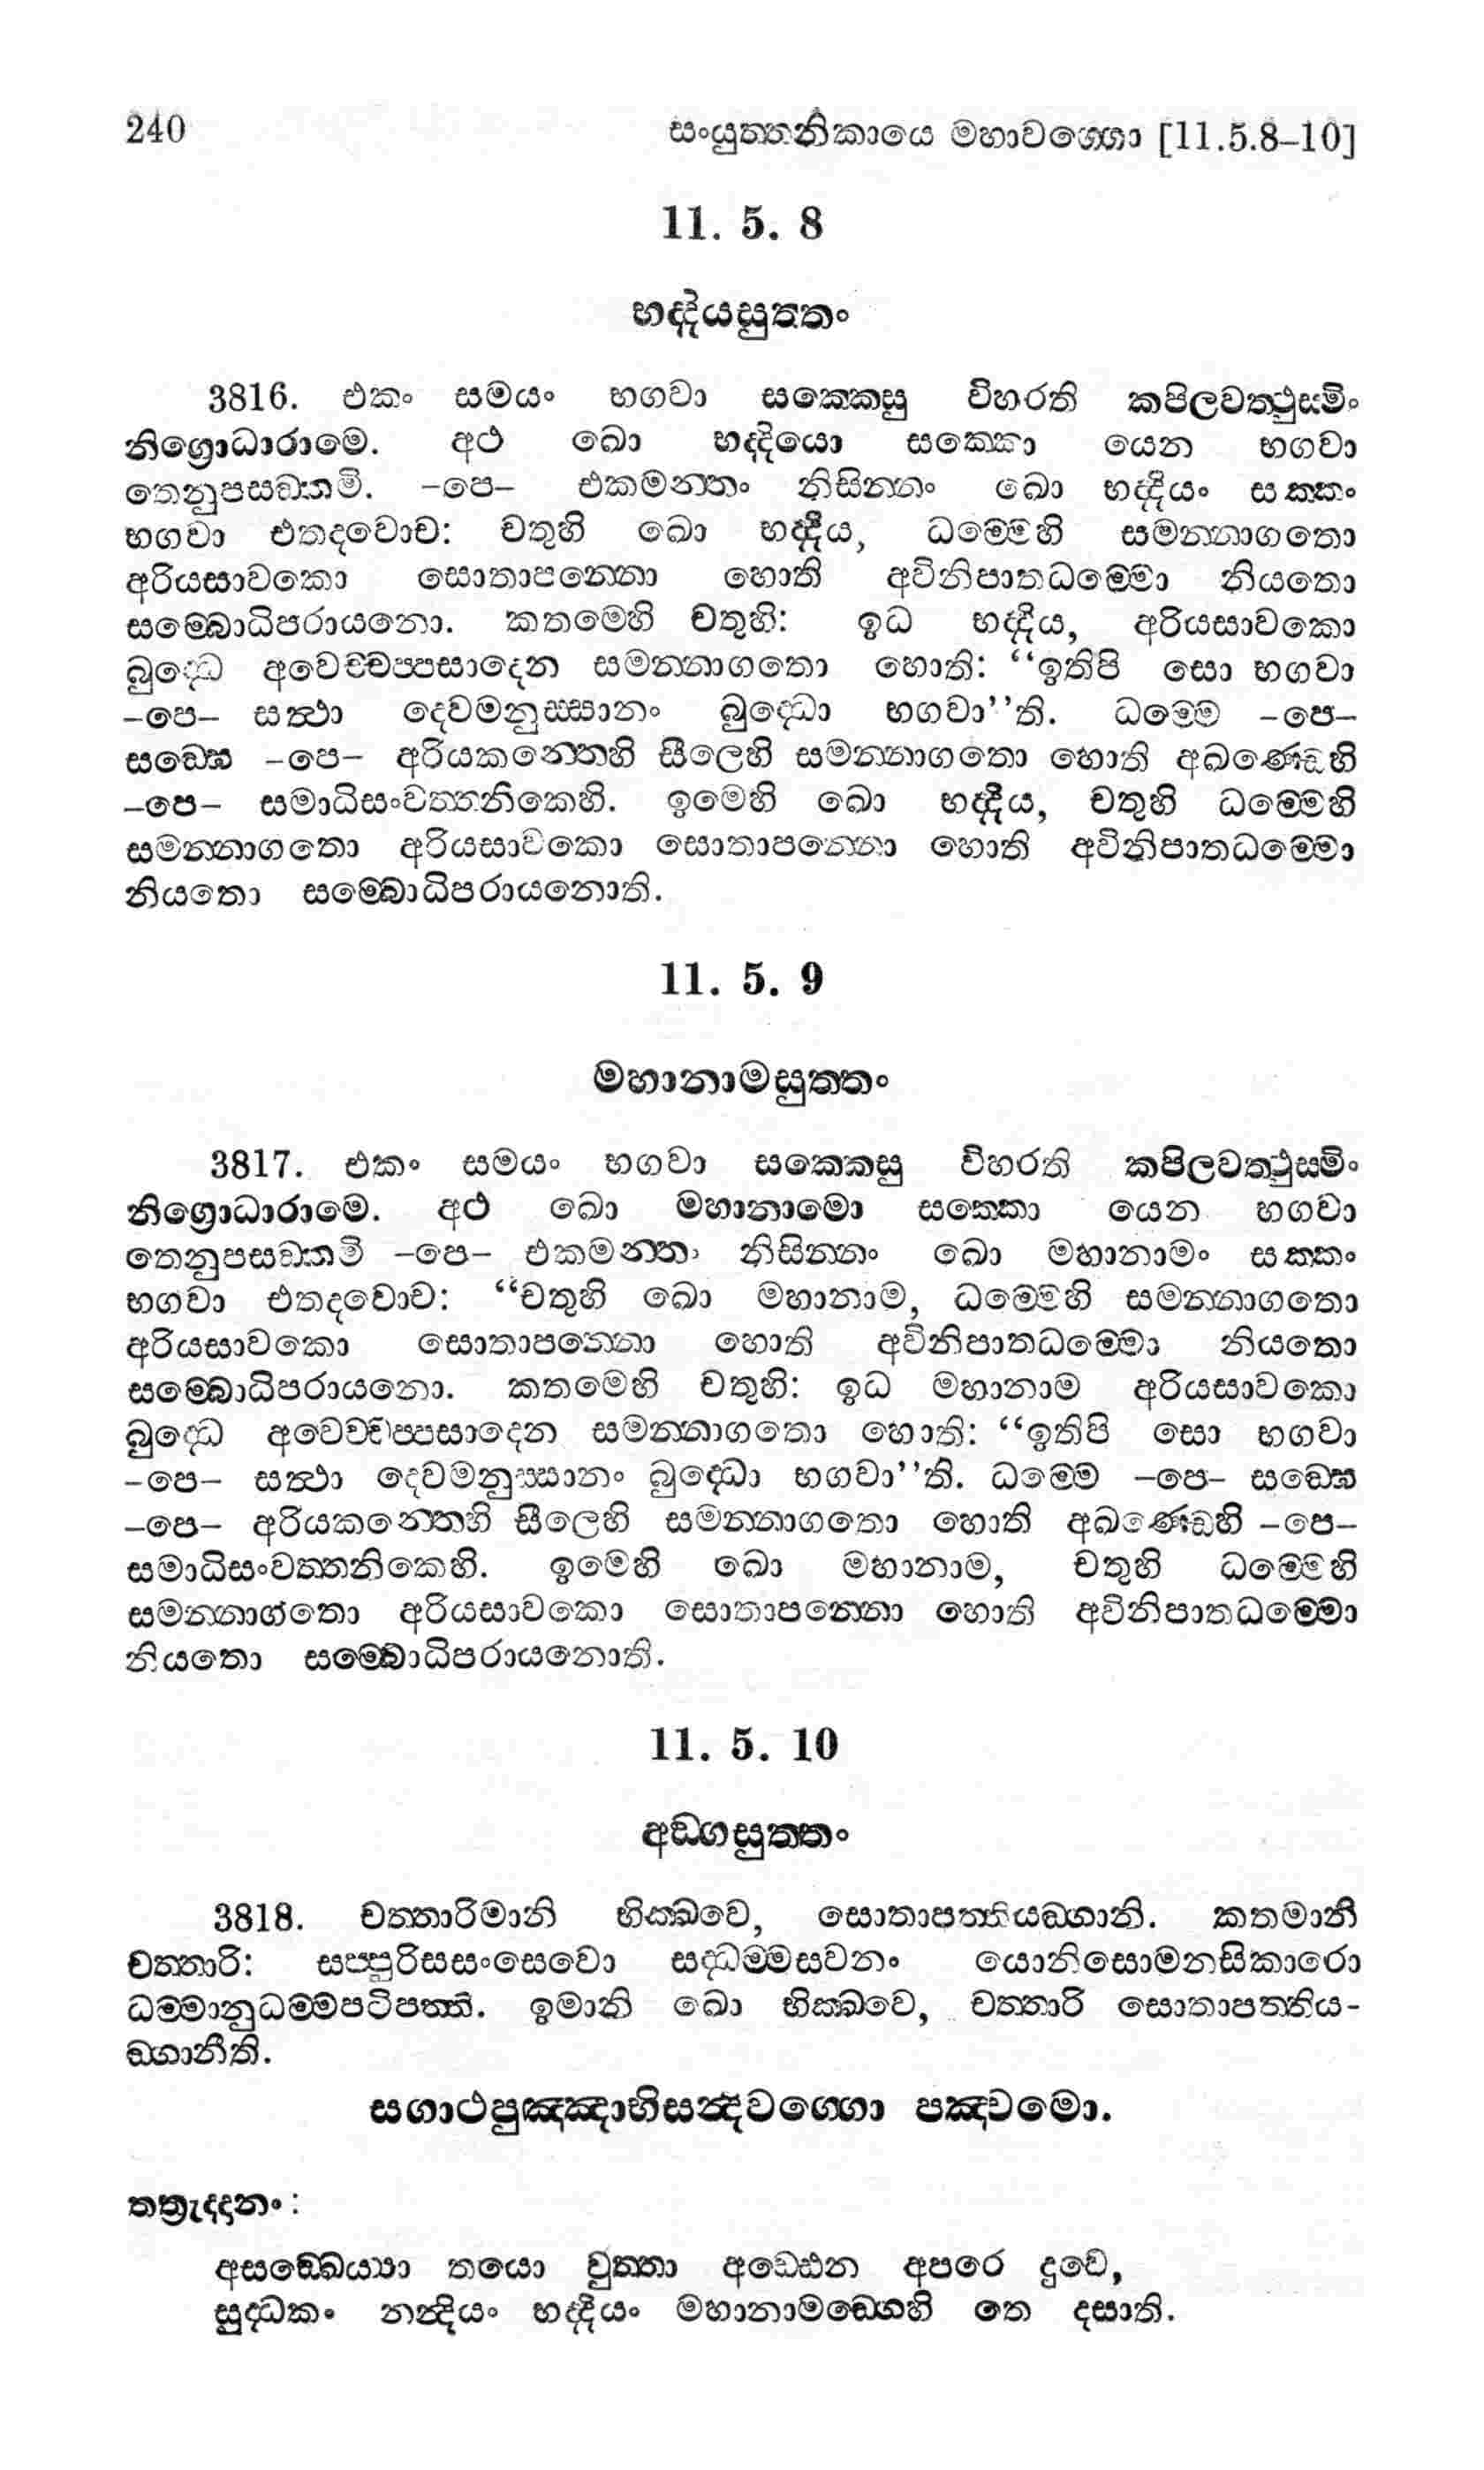 240 සංයුත්තනිකායෙ මහාවග්ගො [11.5.8–10]
11. 5. 8
භද්දියසුත්තං
3816. එකං සමයං භගවා සක්කෙසු විහරති කපිලවත්ථුස්මිං
නිග්‍රොධාරාමෙ. අථ ඛො භද්දියො සක්කො යෙන භගවා
තෙනුපසඞ්කමි. –පෙ– එකමන්තං නිසින්නං ඛො භද්දියං සක්කං
භගවා එතදවොච: චතුහි ඛො භද්දිය, ධම්මෙහි සමන්නාගතො
අරියසාවකො සොතාපන්නො හොති අවිනිපාතධම්මො නියතො
සම්බොධිපරායනො. කතමෙහි චතුහි: ඉධ භද්දිය, අරියසාවකො
බුද්ධෙ අවෙච්චප්පසාදෙන සමන්නාගතො හොති: “ඉතිපි සො භගවා
–පෙ– සත්ථා දෙවමනුස්සානං බුද්ධො භගවා’’ති. ධම්මෙ –පෙ–
සඞ්ඝෙ –පෙ– අරියකන්තෙහි සීලෙහි සමන්නාගතො හොති අඛණ්ඩෙහි
–පෙ– සමාධිසංවත්තනිකෙහි. ඉමෙහි ඛො භද්දිය, චතුහි ධම්මෙහි
සමන්නාගතො අරියසාවකො සොතාපන්නො හොති අවිනිපාතධම්මො
නියතො සම්බොධිපරායනොති.
11. 5. 9
මහානාමසුත්තං
3817. එකං සමයං භගවා සක්කෙසු විහරති කපිලවත්ථුස්මිං
නිග්‍රොධාරාමෙ. අථ ඛො මහානාමො සක්කො යෙන භගවා
තෙනුපසඞ්කමි –පෙ– එකමන්තං නිසින්නං ඛො මහානාමං සක්කං
භගවා එතදවොච: “චතුහි ඛො මහානාම, ධම්මෙහි සමන්නාගතො
අරියසාවකො සොතාපන්නො හොති අවිනිපාතධම්මො නියතො
සම්බොධිපරායනො. කතමෙහි චතුහි: ඉධ මහානාම අරියසාවකො
බුද්ධෙ අවෙච්චප්පසාදෙන සමන්නාගතො හොති: “ඉතිපි සො භගවා
–පෙ– සත්ථා දෙවමනුස්සානං බුද්ධො භගවා’’ති. ධම්මෙ –පෙ– සඞ්ඝෙ
–පෙ– අරියකන්තෙහි සීලෙහි සමන්නාගතො හොති අඛණ්ඩෙහි –පෙ–
සමාධිසංවත්තනිකෙහි. ඉමෙහි ඛො මහානාම, චතුහි ධම්මෙහි
සමන්නාගතො අරියසාවකො සොතාපන්නො හොති අවිනිපාතධම්මො
නියතො සම්බොධිපරායනොති.
11. 5. 10
අඞ්ගසුත්තං
3818. චත්තාරිමානි භික්ඛවෙ, සොතාපත්තියඞ්ගානි. කතමානි
චත්තාරි: සප්පුරිසසංසෙවො සද්ධම්මසවනං යොනිසොමනසිකාරො
ධම්මානුධම්මපටිපත්ති. ඉමානි ඛො භික්ඛවෙ, චත්තාරි සොතාපත්තිය-
ඞ්ගානීති.
සගාථපුඤ්ඤාභිසන්දවග්ගො පඤ්චමො.
තත්‍රුද්දානං :
අසඞ්ඛෙය්‍යා තයො වුත්තා අඩ්ඪෙන අපරෙ දුවෙ,
සුද්ධකං නන්දියං භද්දියං මහානාමඞ්ගෙහි තෙ දසාති.